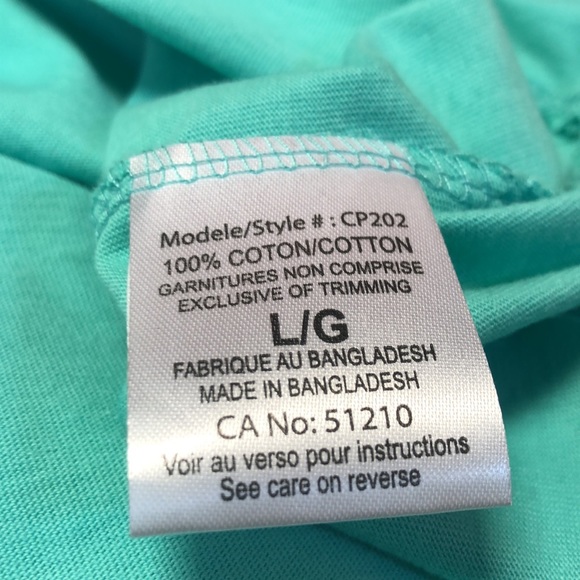 Modele/Style # : CP202
100% COTON/COTTON
GARNITURES NON COMPRISE
EXCLUSIVE OF TRIMMING
L/G
FABRIQUE AU BANGLADESH
MADE IN BANGLADESH
CA No: 51210
Voir au verso pour instructions
See care on reverse